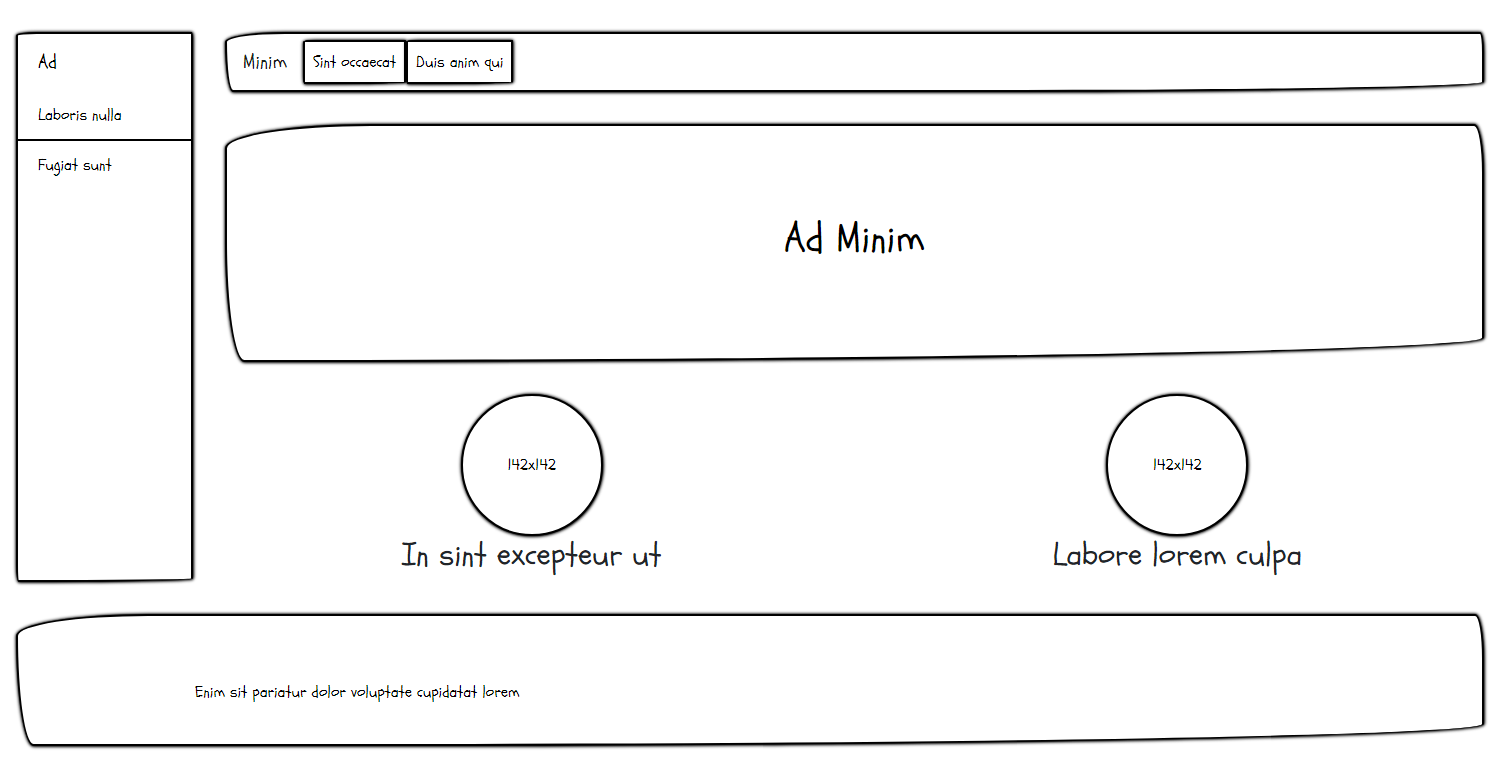 Ad
Laboris nulla
Fugiat sunt
Minim
Sint occaecat
Duis anim qui
Ad Minim
142x142
In sint excepteur ut
142x142
Labore lorem culpa
Enim sit pariatur dolor voluptate cupidatat lorem